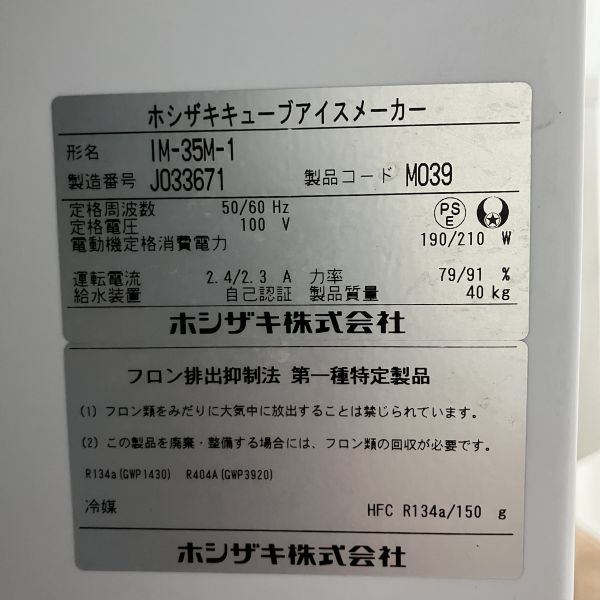 ホシザキキューブアイスメーカー
形名 IM-35M-1
製造番号 J033671 製品コード M039
定格周波数 50/60 Hz
定格電圧 100 V
PS E
電動機定格消費電力 190/210 W
運転電流 2.4/2.3 A 力率 79/91 %
給水装置 自己認証 製品質量 40 kg
ホシザキ株式会社
フロン排出抑制法 第一種特定製品
(1) フロン類をみだりに大気中に放出することは禁じられています。
(2) この製品を廃棄・整備する場合には、フロン類の回収が必要です。
R134a(GWP1430) R404A(GWP3920)
冷媒 HFC R134a/150 g
ホシザキ株式会社